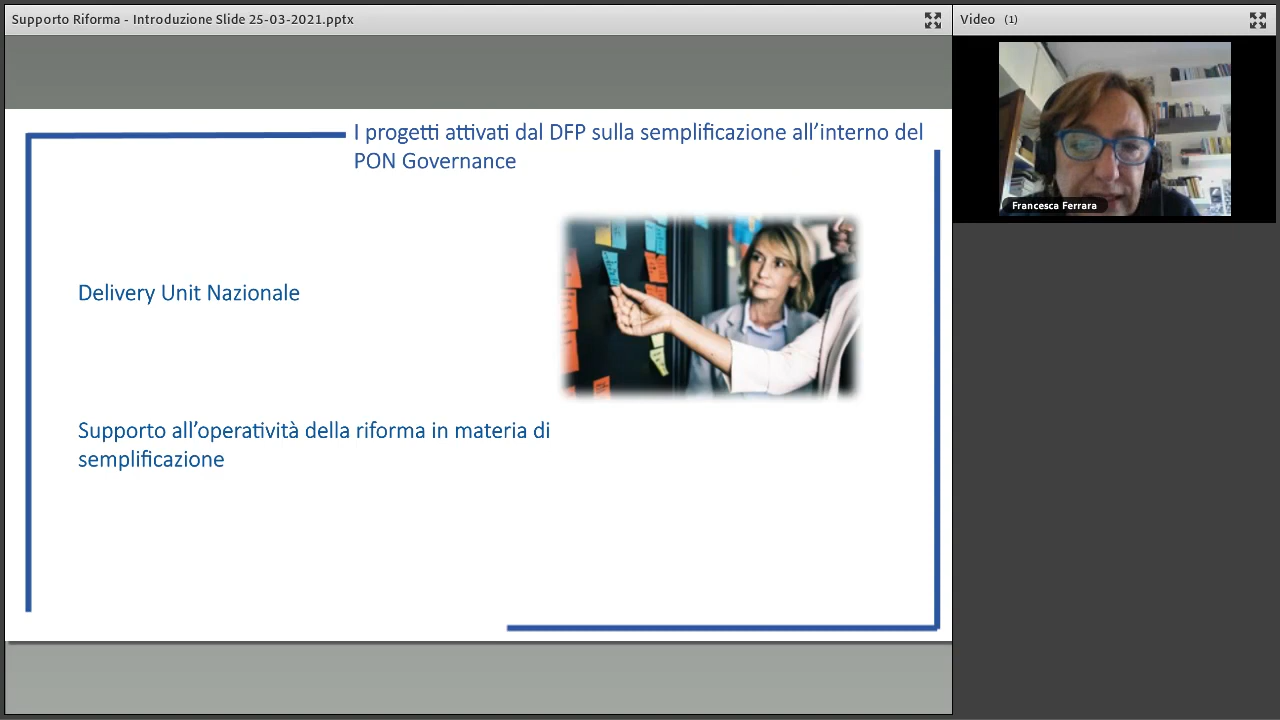 Supporto Riforma - Introduzione Slide 25-03-2021.pptx
Video (1)
I progetti attivati dal DFP sulla semplificazione all’interno del
PON Governance
Delivery Unit Nazionale
Supporto all’operatività della riforma in materia di
semplificazione
Francesca Ferrara